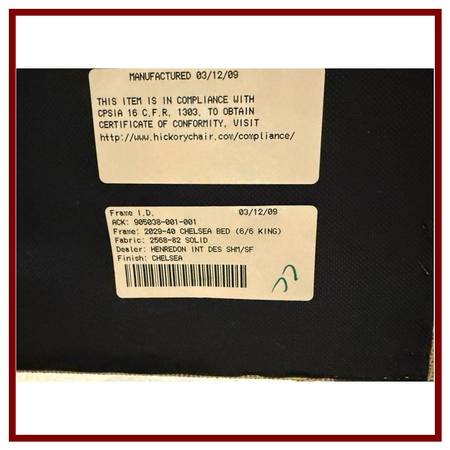 MANUFACTURED 03/12/09
THIS ITEM IS IN COMPLIANCE WITH
CPSIA 16 C.F.R. 1303. TO OBTAIN
CERTIFICATE OF CONFORMITY, VISIT
http://www.hickorychair.com/compliance/
Frame I.D. 03/12/09
ACK: 905038-001-001
Frame: 2029-40 CHELSEA BED (6/6 KING)
Fabric: 2568-82 SOLID
Dealer: HENREDON INT DES SHM/SF
Finish: CHELSEA